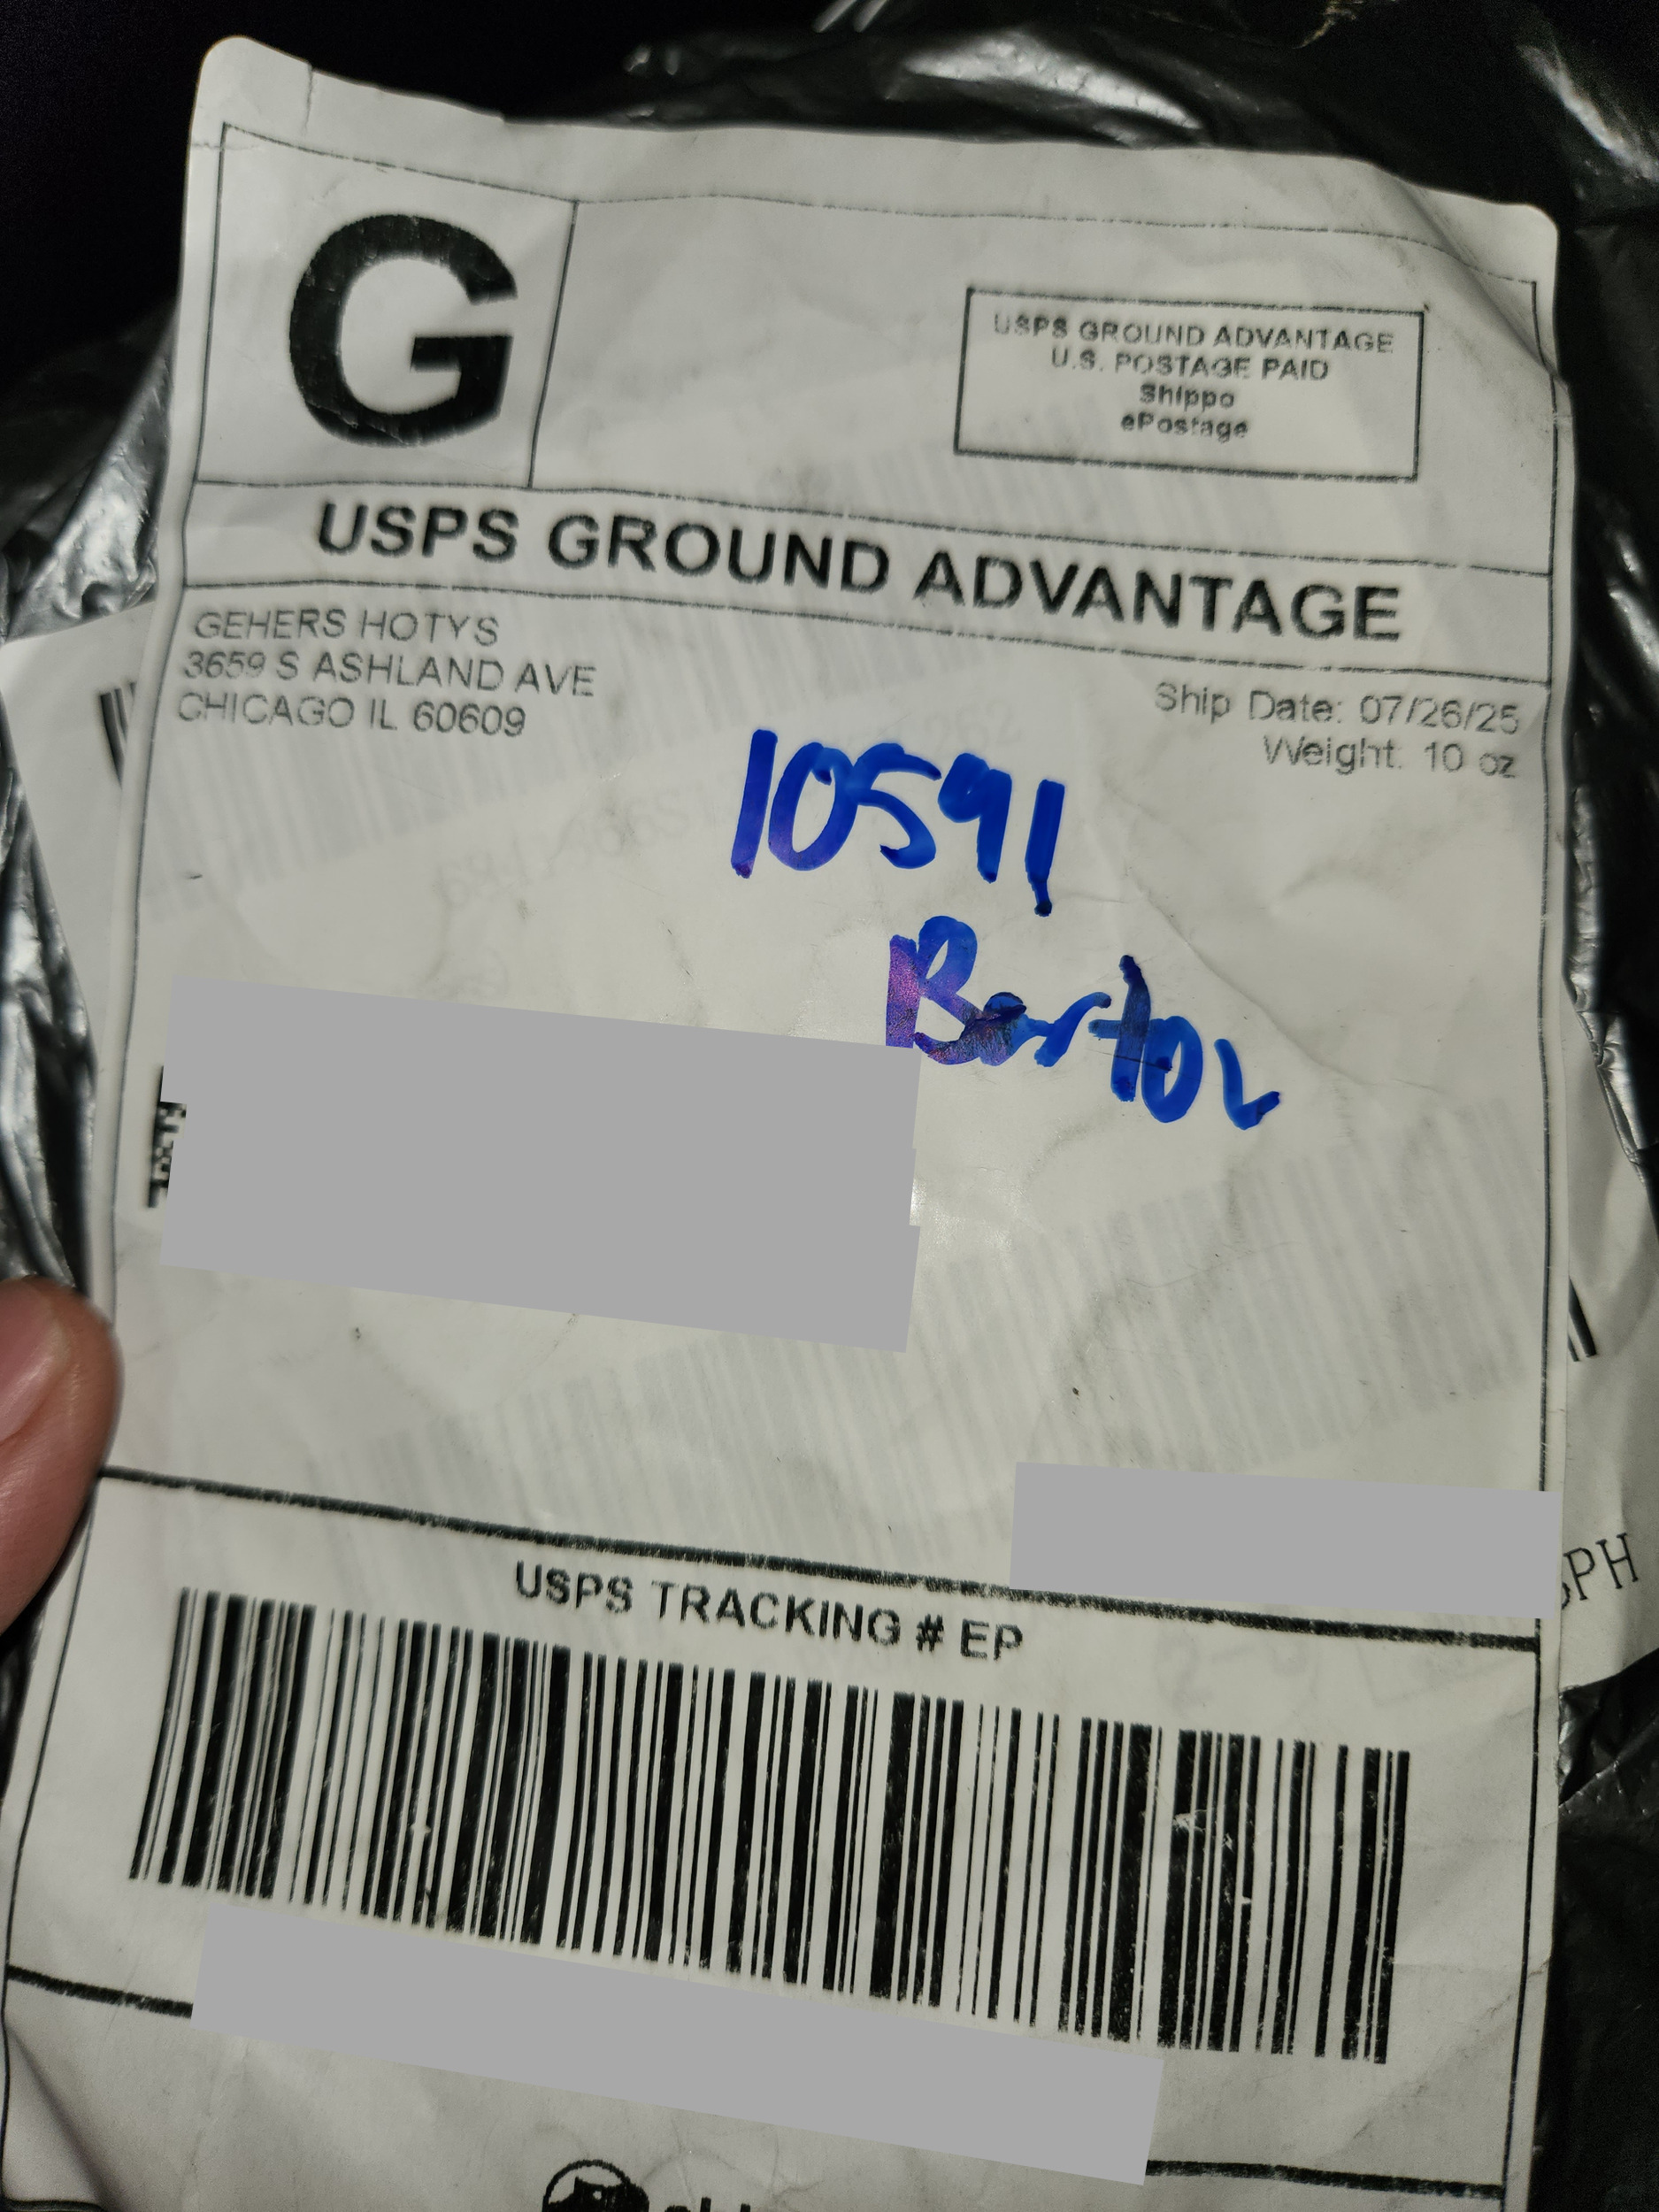 G
USPS GROUND ADVANTAGE
U.S. POSTAGE PAID
Shippo
ePostage
USPS GROUND ADVANTAGE
GEHERS HOTYS
3659 S ASHLAND AVE
CHICAGO IL 60609
Ship Date: 07/26/25
Weight: 10 oz
10591
USPS TRACKING # EP